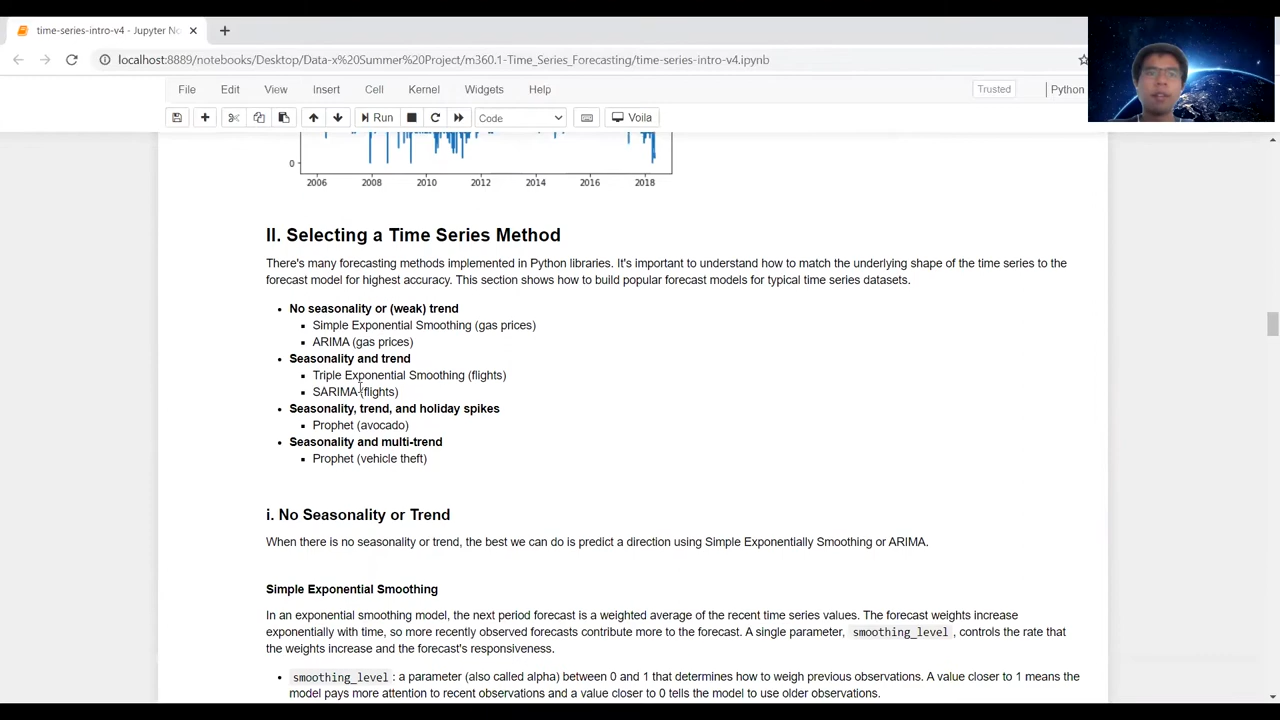 time-series-intro-v4 - Jupyter No
localhost:8889/notebooks/Desktop/Data-x%20Summer%20Project/m360.1-Time_Series_Forecasting/time-series-intro-v4.ipynb
File Edit View Insert Cell Kernel Widgets Help Trusted Python
Run Code Voila
0
2006 2008 2010 2012 2014 2016 2018
II. Selecting a Time Series Method
There's many forecasting methods implemented in Python libraries. It's important to understand how to match the underlying shape of the time series to the
forecast model for highest accuracy. This section shows how to build popular forecast models for typical time series datasets.
• No seasonality or (weak) trend
▪ Simple Exponential Smoothing (gas prices)
▪ ARIMA (gas prices)
• Seasonality and trend
▪ Triple Exponential Smoothing (flights)
▪ SARIMA (flights)
• Seasonality, trend, and holiday spikes
▪ Prophet (avocado)
• Seasonality and multi-trend
▪ Prophet (vehicle theft)
i. No Seasonality or Trend
When there is no seasonality or trend, the best we can do is predict a direction using Simple Exponentially Smoothing or ARIMA.
Simple Exponential Smoothing
In an exponential smoothing model, the next period forecast is a weighted average of the recent time series values. The forecast weights increase
exponentially with time, so more recently observed forecasts contribute more to the forecast. A single parameter, smoothing_level , controls the rate that
the weights increase and the forecast's responsiveness.
• smoothing_level : a parameter (also called alpha) between 0 and 1 that determines how to weigh previous observations. A value closer to 1 means the
model pays more attention to recent observations and a value closer to 0 tells the model to use older observations.